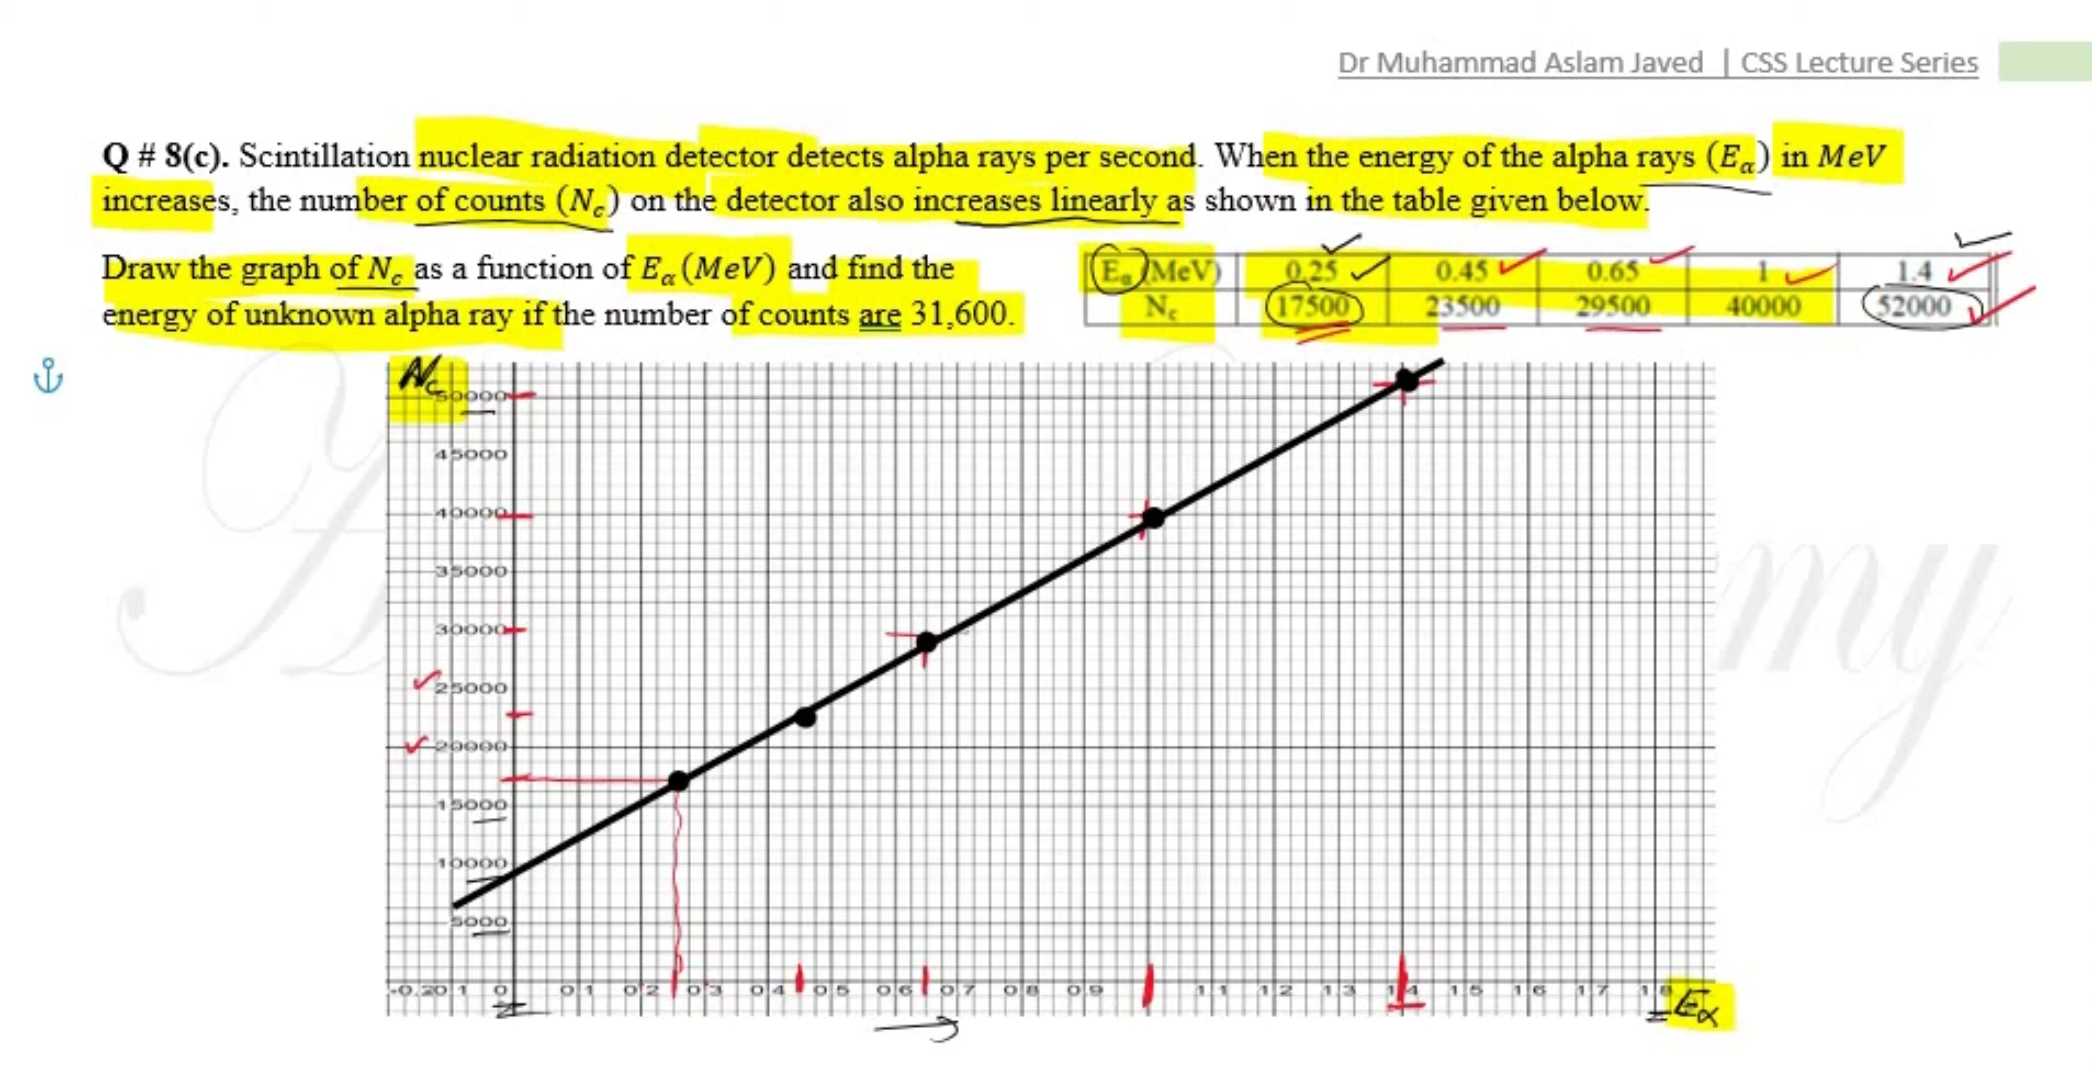 Dr Muhammad Aslam Javed | CSS Lecture Series
Q # 8(c). Scintillation nuclear radiation detector detects alpha rays per second. When the energy of the alpha rays (Eα) in MeV
increases, the number of counts (Nc) on the detector also increases linearly as shown in the table given below.
Draw the graph of Nc as a function of Eα(MeV) and find the
energy of unknown alpha ray if the number of counts are 31,600.
Eα (MeV) 0.25 0.45 0.65 1 1.4
Nc 17500 23500 29500 40000 52000
Nc
50000
45000
40000
35000
30000
25000
20000
15000
10000
5000
-0.2 0.1 0 0.1 0.2 0.3 0.4 0.5 0.6 0.7 0.8 0.9 1.1 1.2 1.3 1.4 1.5 1.6 1.7 1.8
Eα
my